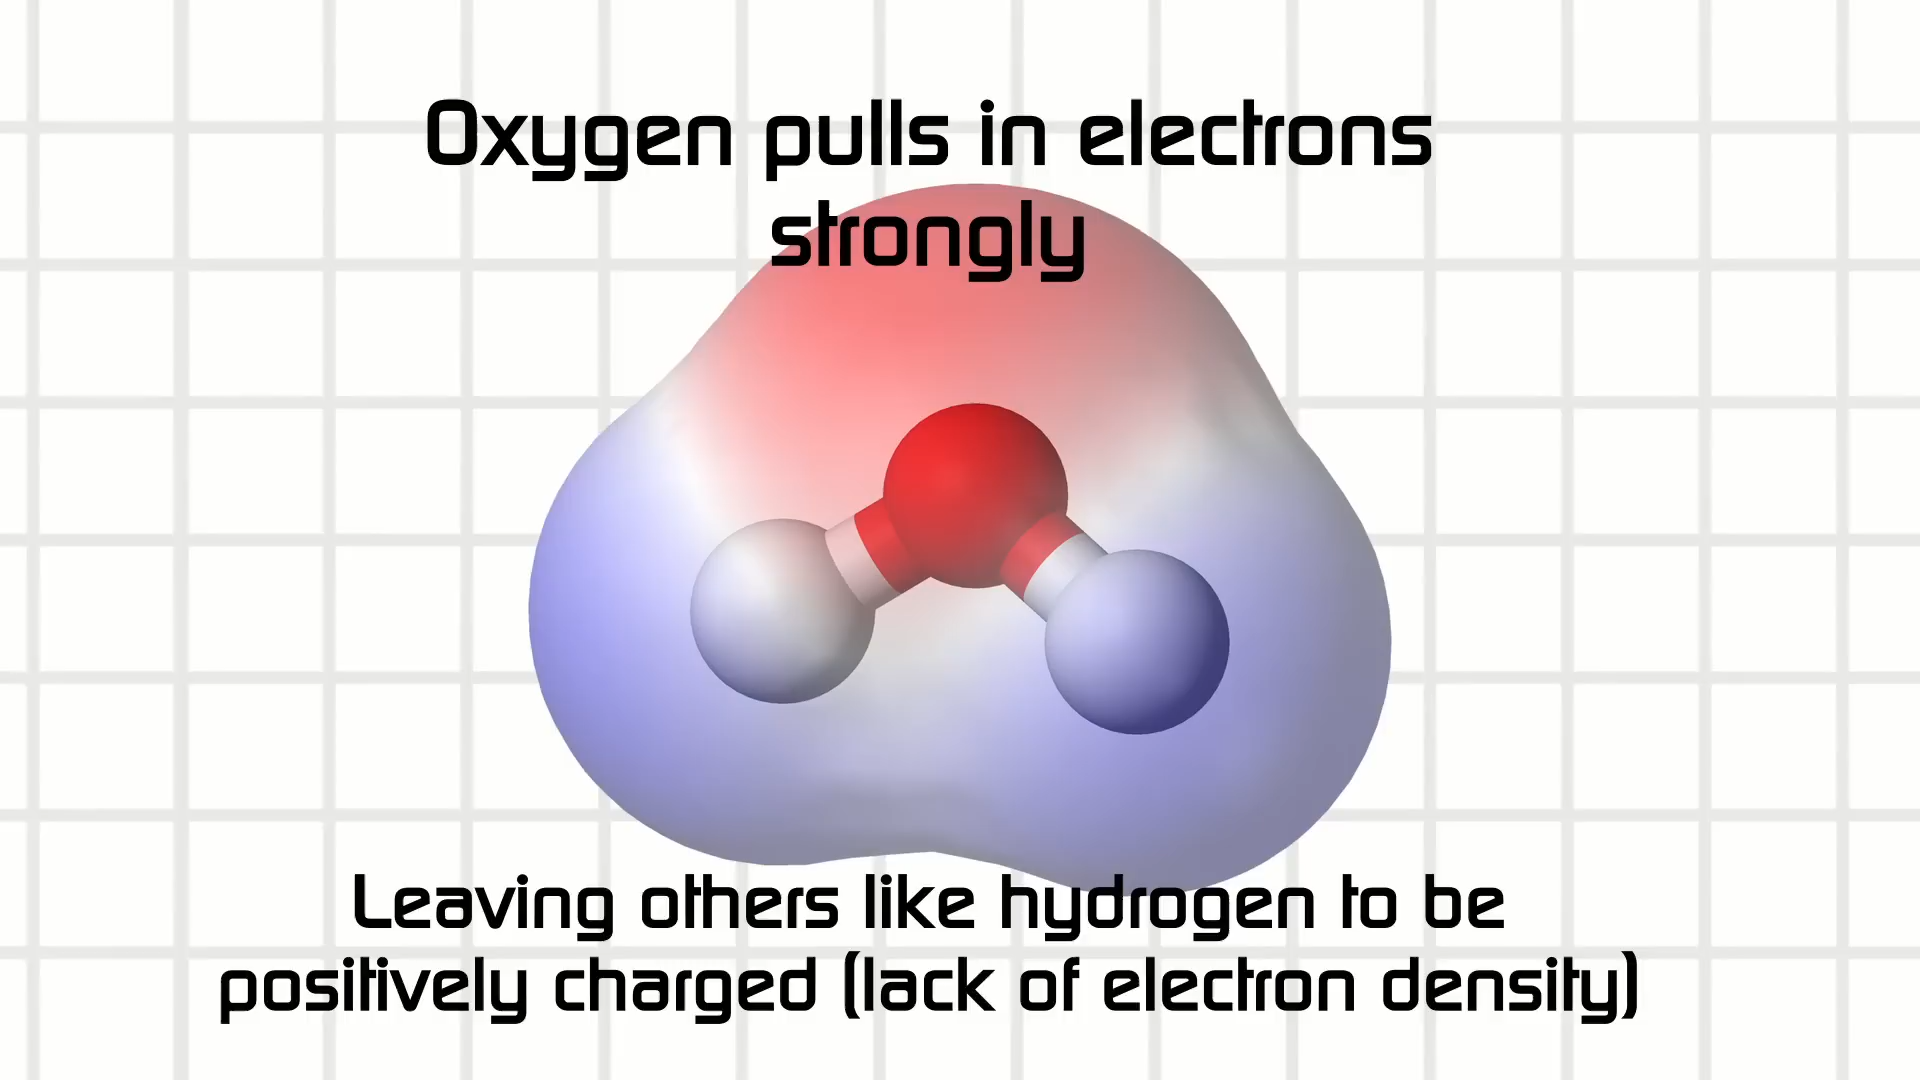 Oxygen pulls in electrons
strongly
Leaving others like hydrogen to be
positively charged (lack of electron density)